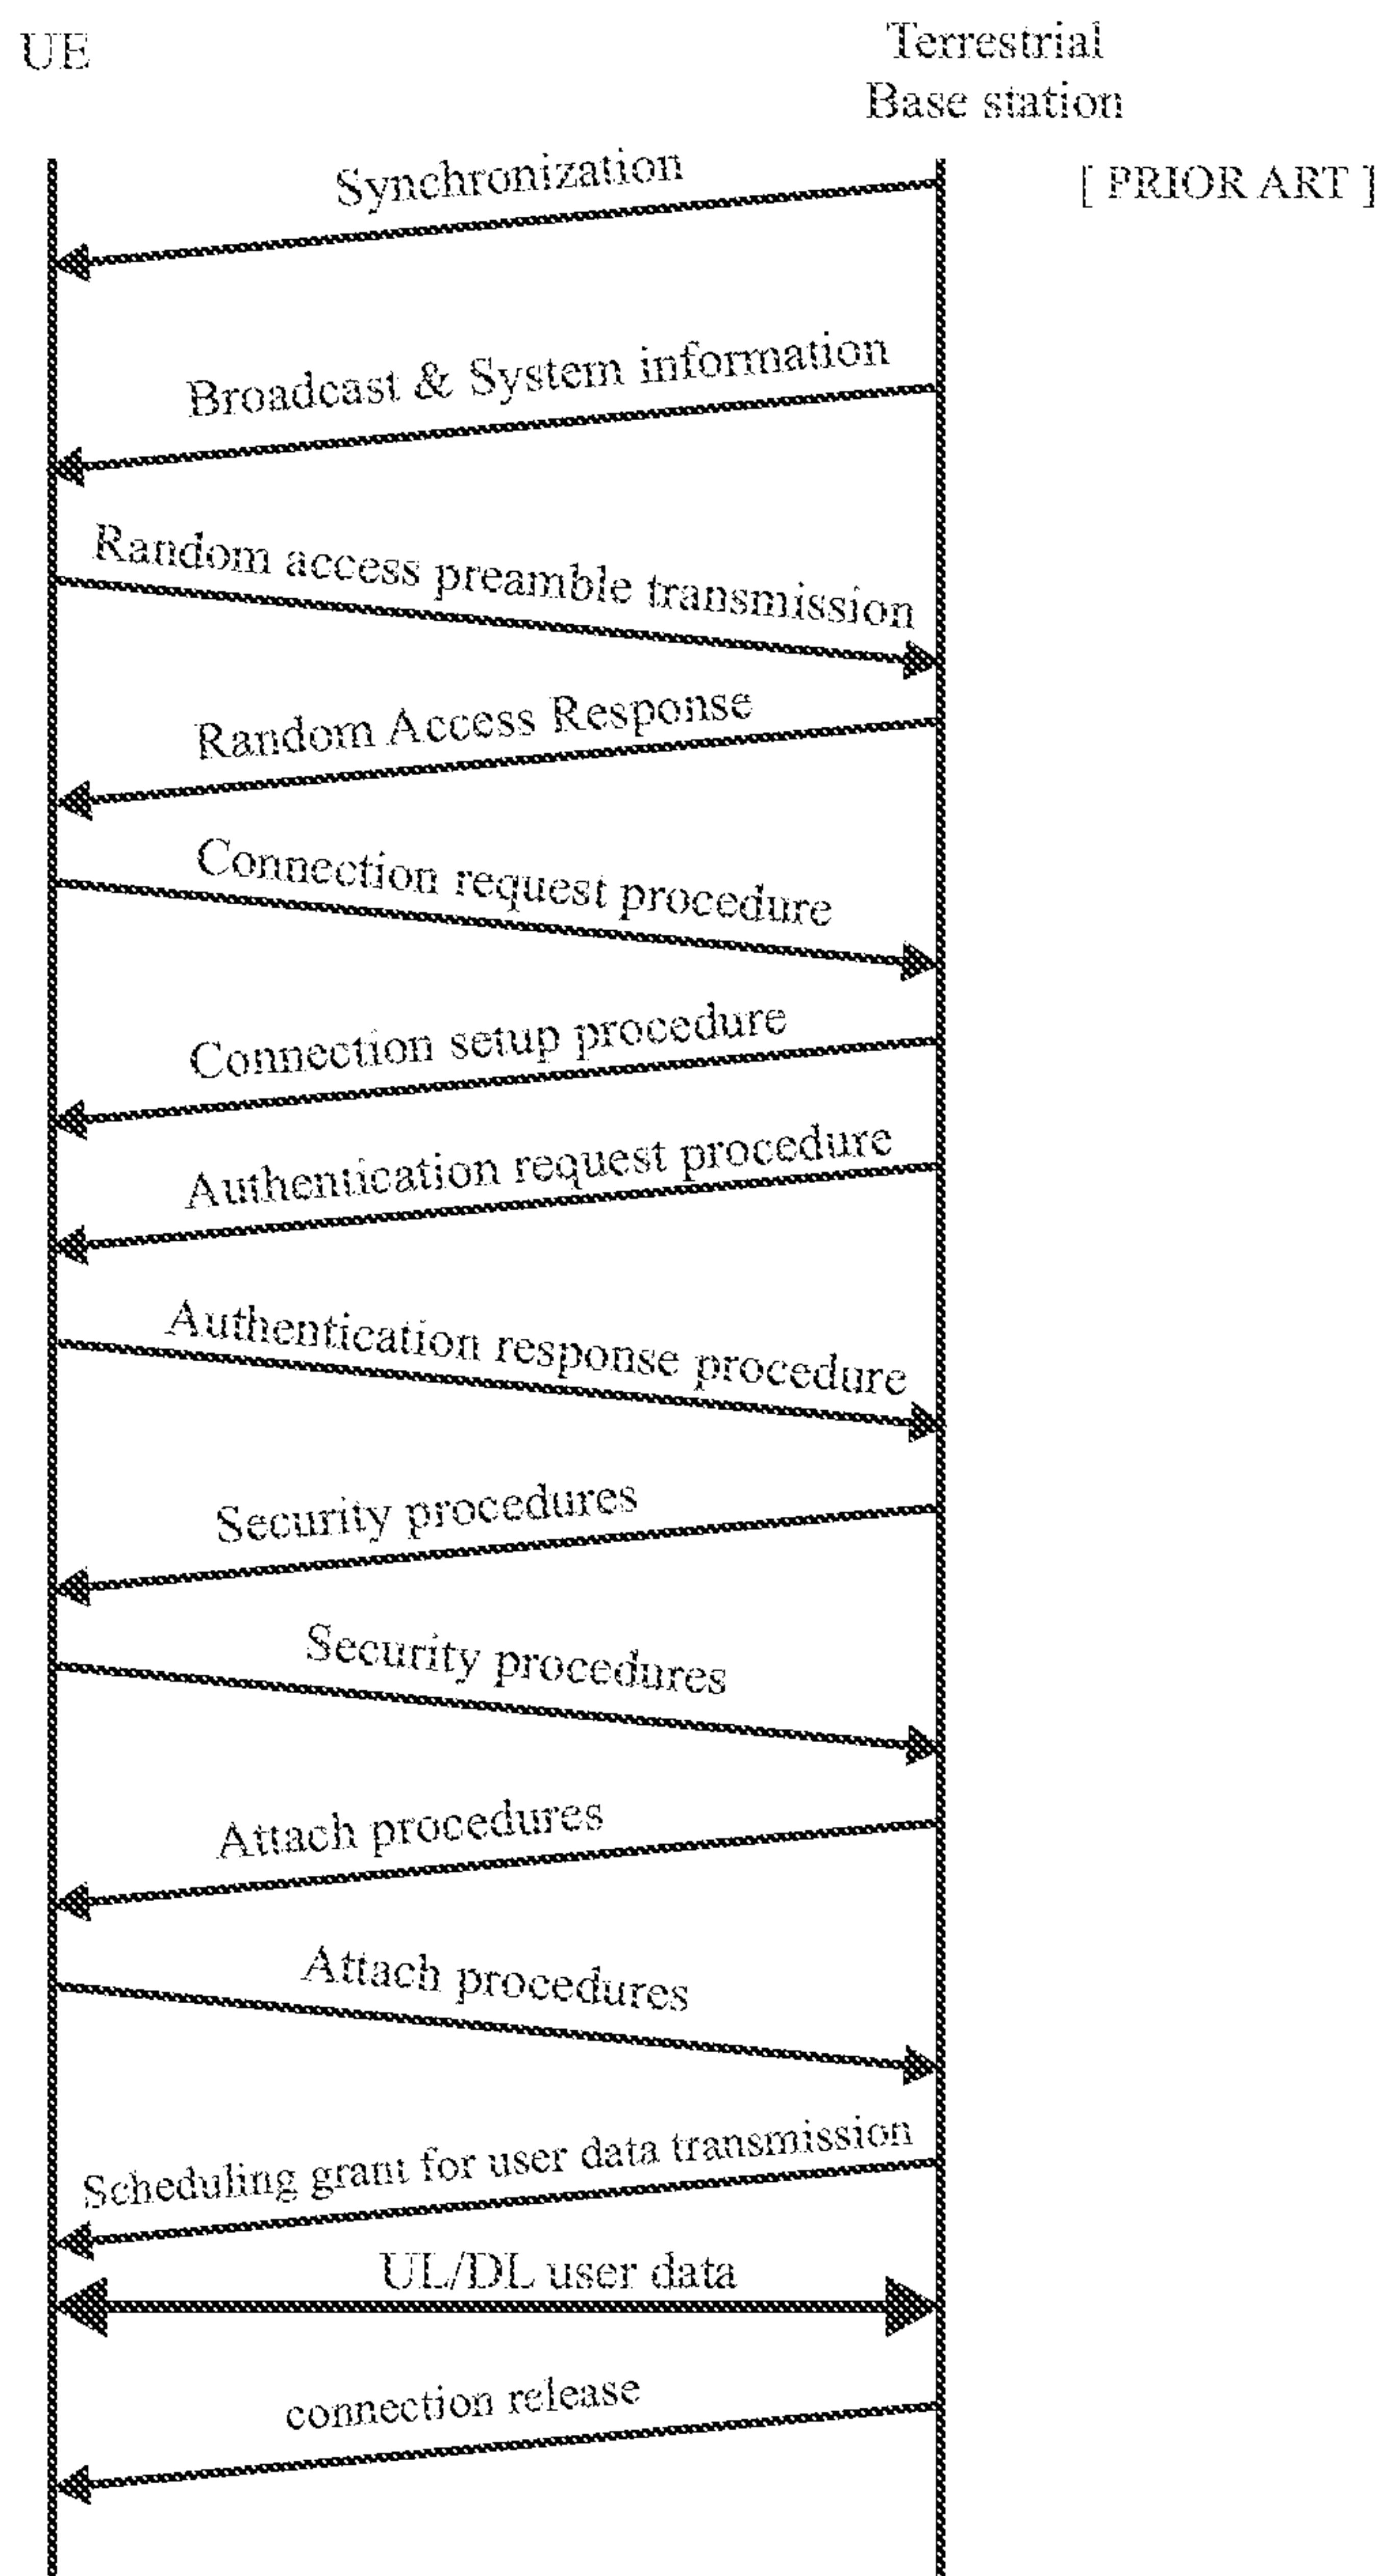 UE
Terrestrial
Base station
[ PRIOR ART ]
Synchronization
Broadcast & System information
Random access preamble transmission
Random Access Response
Connection request procedure
Connection setup procedure
Authentication request procedure
Authentication response procedure
Security procedures
Security procedures
Attach procedures
Attach procedures
Scheduling grant for user data transmission
UL/DL user data
connection release